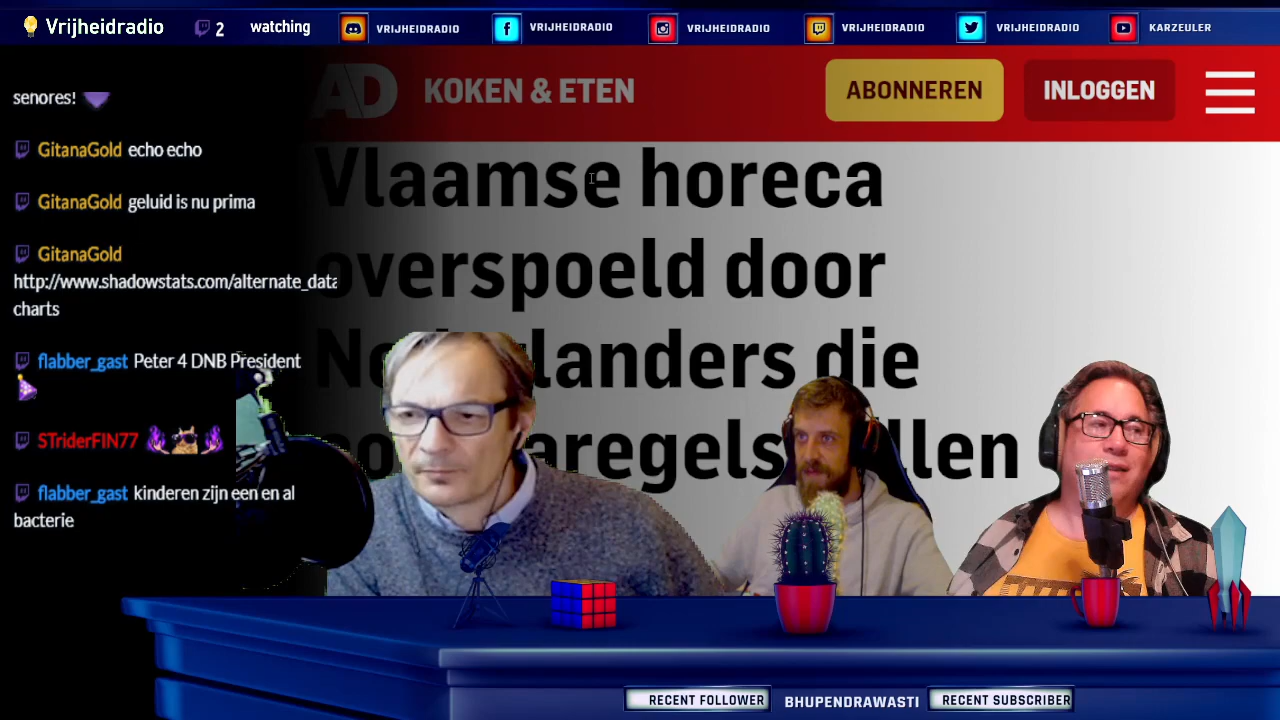 Vrijheidradio
2
watching
VRIJHEIDRADIO
VRIJHEIDRADIO
VRIJHEIDRADIO
VRIJHEIDRADIO
VRIJHEIDRADIO
KARZEULER
AD
KOKEN & ETEN
ABONNEREN
INLOGGEN
senores!
GitanaGold echo echo
GitanaGold geluid is nu prima
GitanaGold
http://www.shadowstats.com/alternate_data
charts
flabber_gast Peter 4 DNB President
STriderFIN77
flabber_gast kinderen zijn een en al
bacterie
Vlaamse horeca
overspoeld door
landers die
aregels
llen
RECENT FOLLOWER
BHUPENDRAWASTI
RECENT SUBSCRIBER